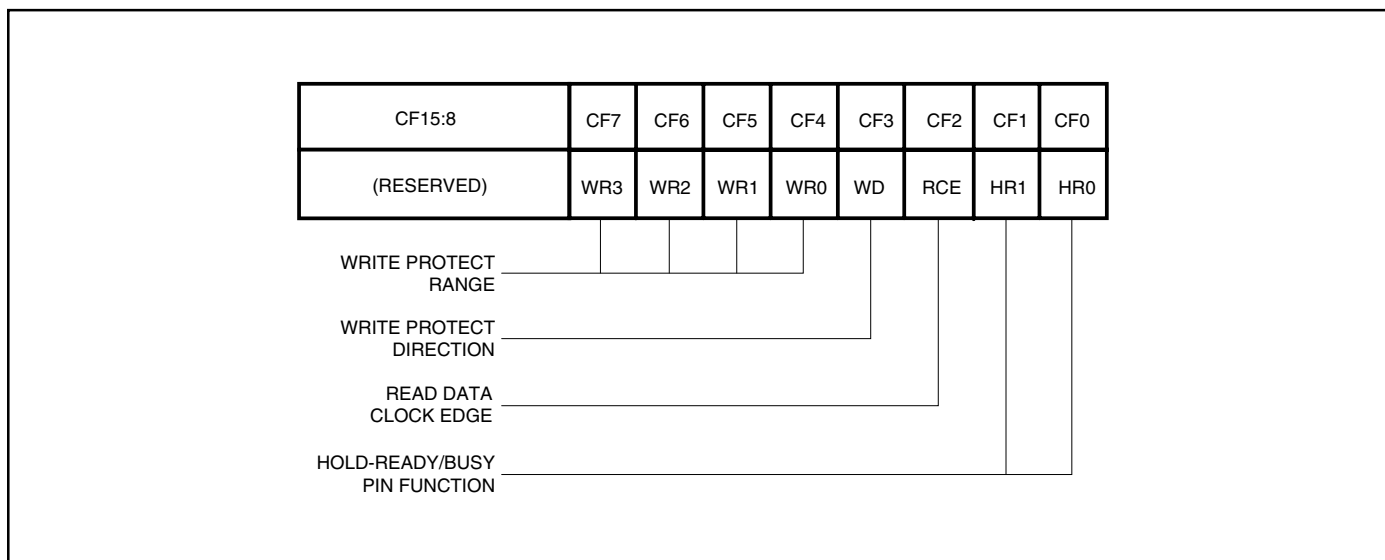 CF15:8 CF7 CF6 CF5 CF4 CF3 CF2 CF1 CF0
(RESERVED) WR3 WR2 WR1 WR0 WD RCE HR1 HR0
WRITE PROTECT
RANGE
WRITE PROTECT
DIRECTION
READ DATA
CLOCK EDGE
HOLD-READY/BUSY
PIN FUNCTION